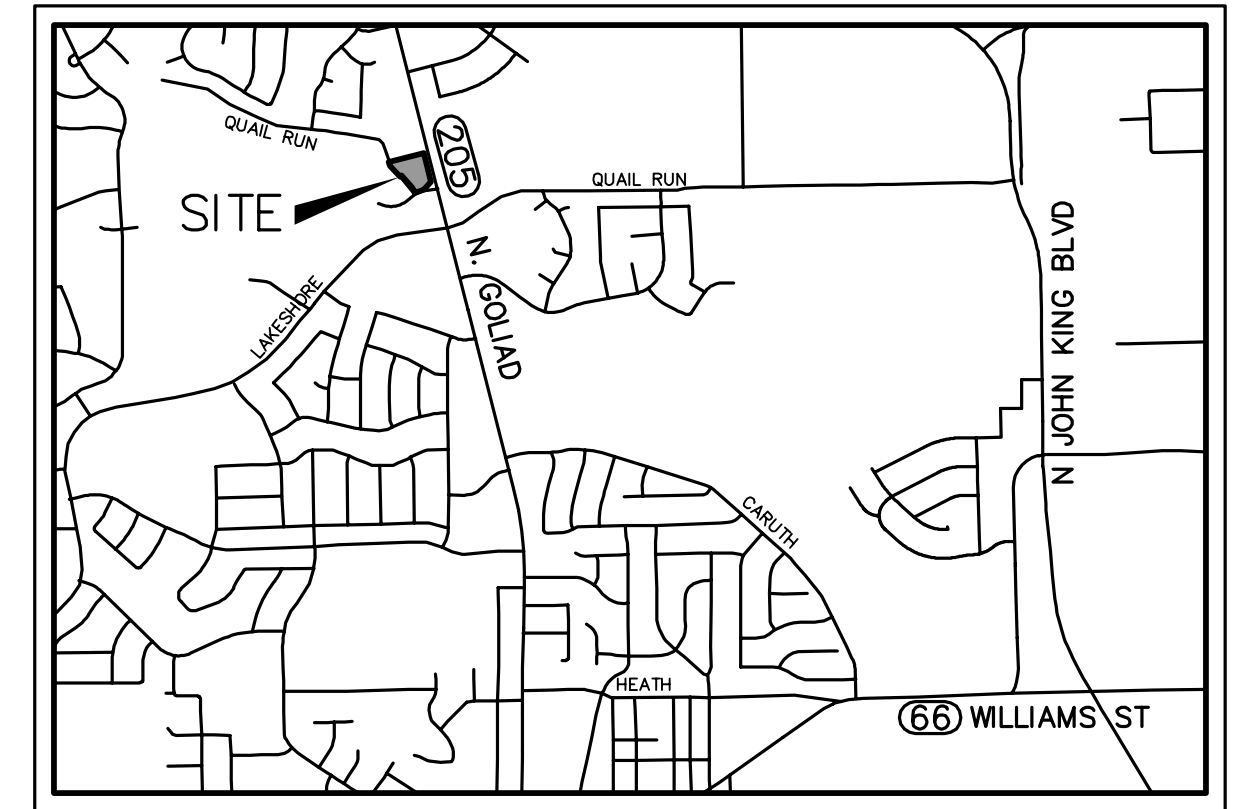 QUAIL RUN
205
SITE
QUAIL RUN
N. GOLIAD
LAKESHORE
N JOHN KING BLVD
CARUTH
HEATH
66 WILLIAMS ST